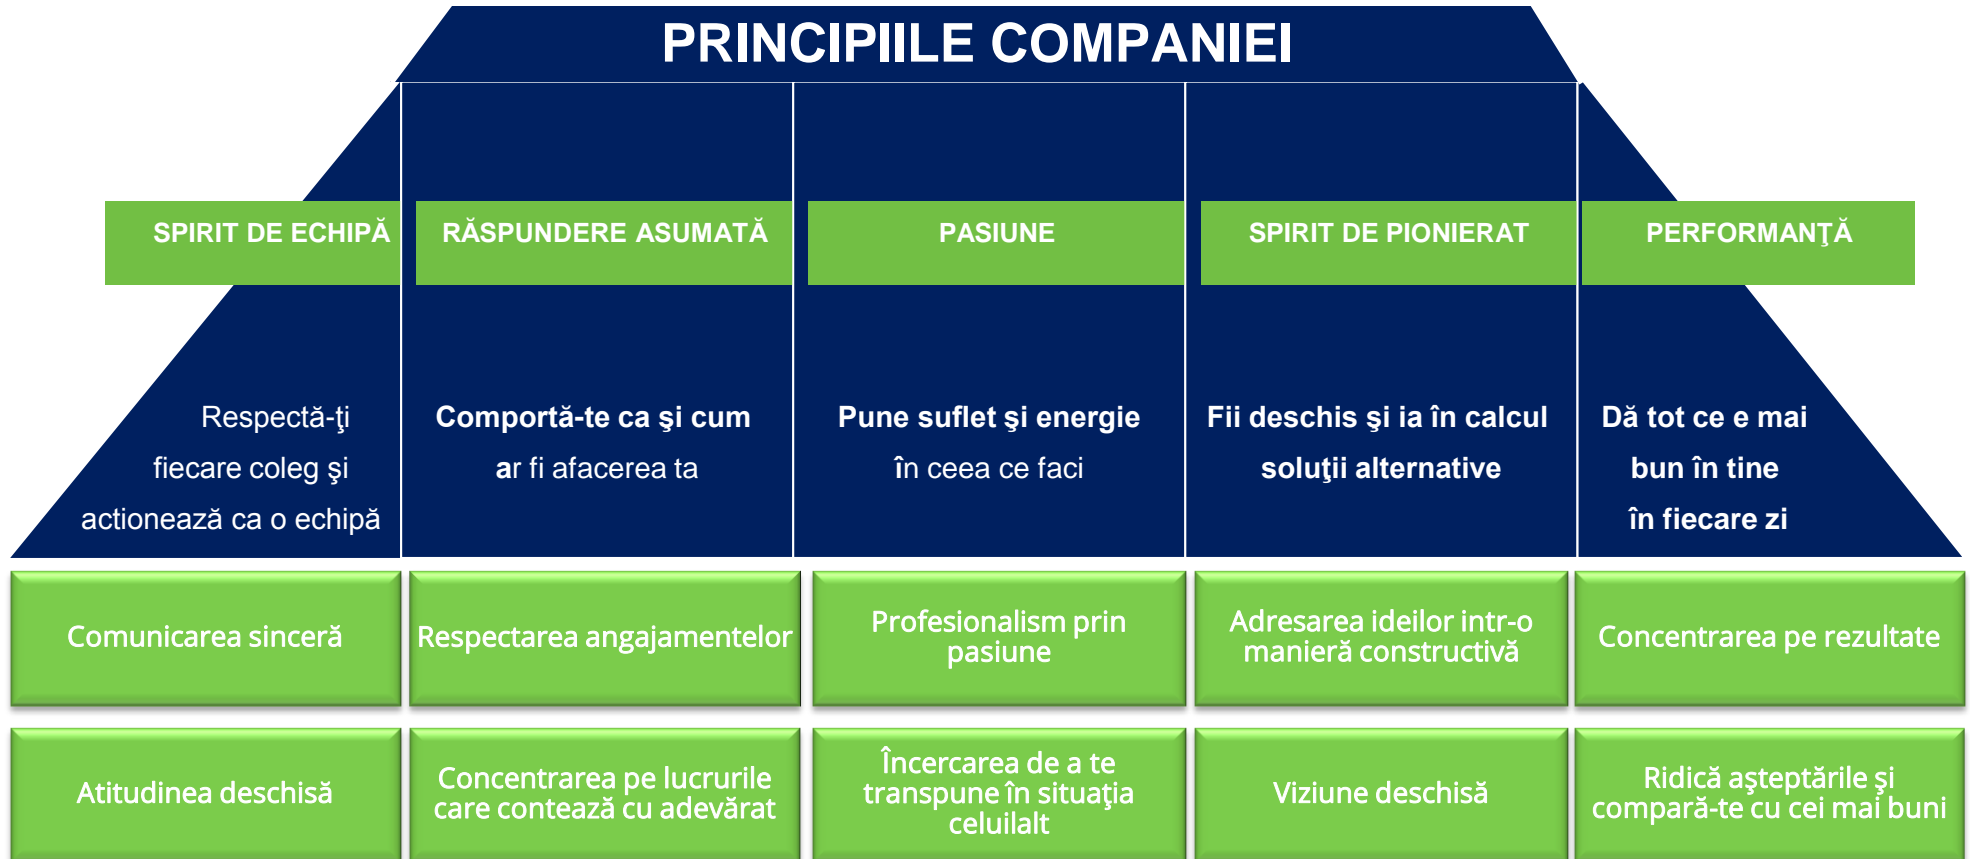 PRINCIPIILE COMPANIEI
SPIRIT DE ECHIPĂ
RĂSPUNDERE ASUMATĂ
PASIUNE
SPIRIT DE PIONIERAT
PERFORMANŢĂ
Respectă-ţi
fiecare coleg şi
actionează ca o echipă
Comportă-te ca şi cum
ar fi afacerea ta
Pune suflet şi energie
în ceea ce faci
Fii deschis şi ia în calcul
soluţii alternative
Dă tot ce e mai
bun în tine
în fiecare zi
Comunicarea sinceră
Respectarea angajamentelor
Profesionalism prin
pasiune
Adresarea ideilor intr-o
manieră constructivă
Concentrarea pe rezultate
Atitudinea deschisă
Concentrarea pe lucrurile
care contează cu adevărat
Încercarea de a te
transpune în situaţia
celuilalt
Viziune deschisă
Ridică aşteptările şi
compară-te cu cei mai buni